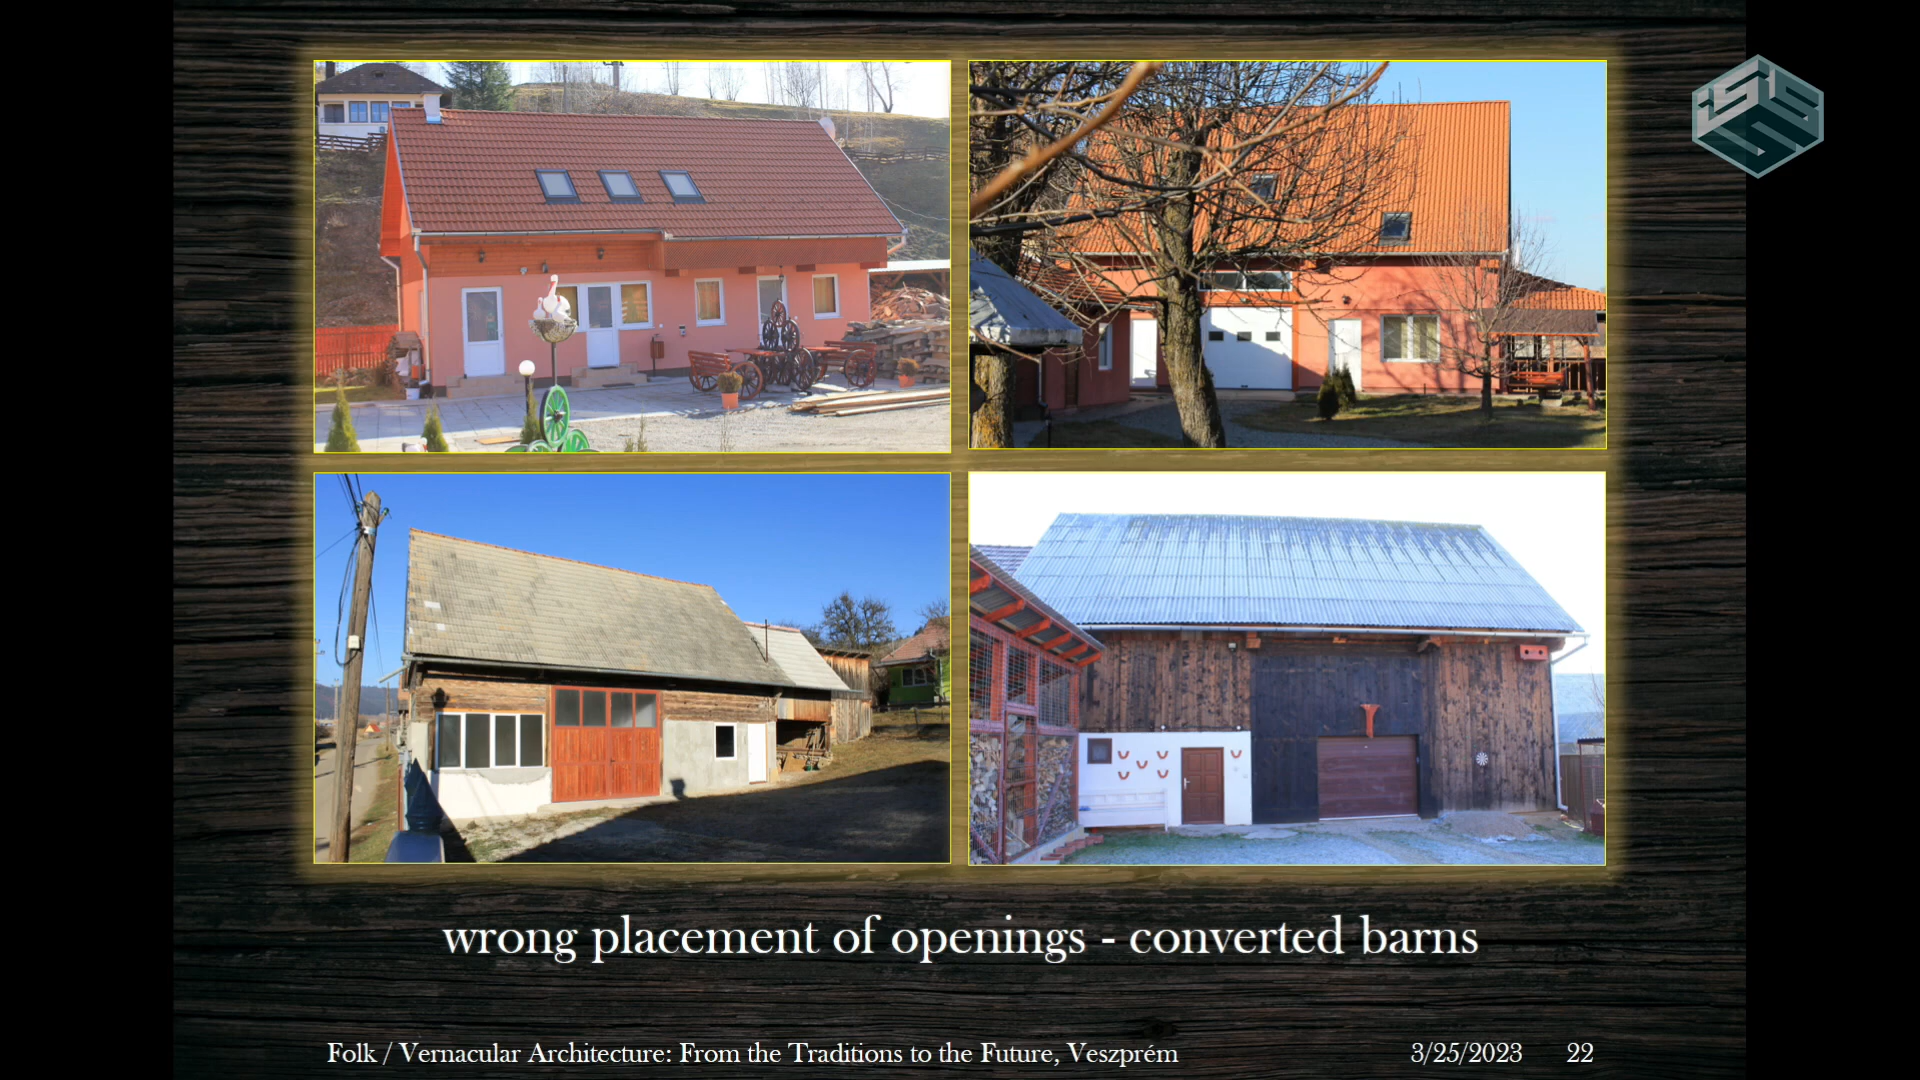 wrong placement of openings - converted barns
Folk / Vernacular Architecture: From the Traditions to the Future, Veszprém 3/25/2023 22